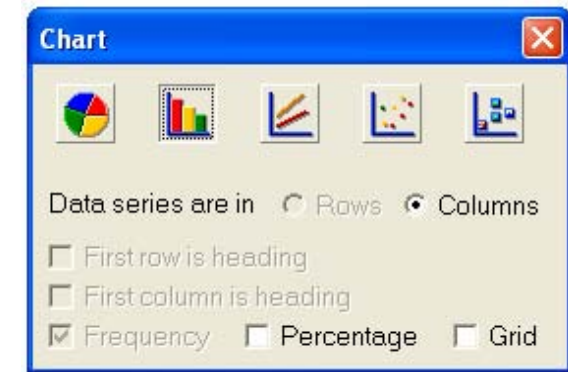 Chart
Data series are in Rows Columns
First row is heading
First column is heading
Frequency Percentage Grid